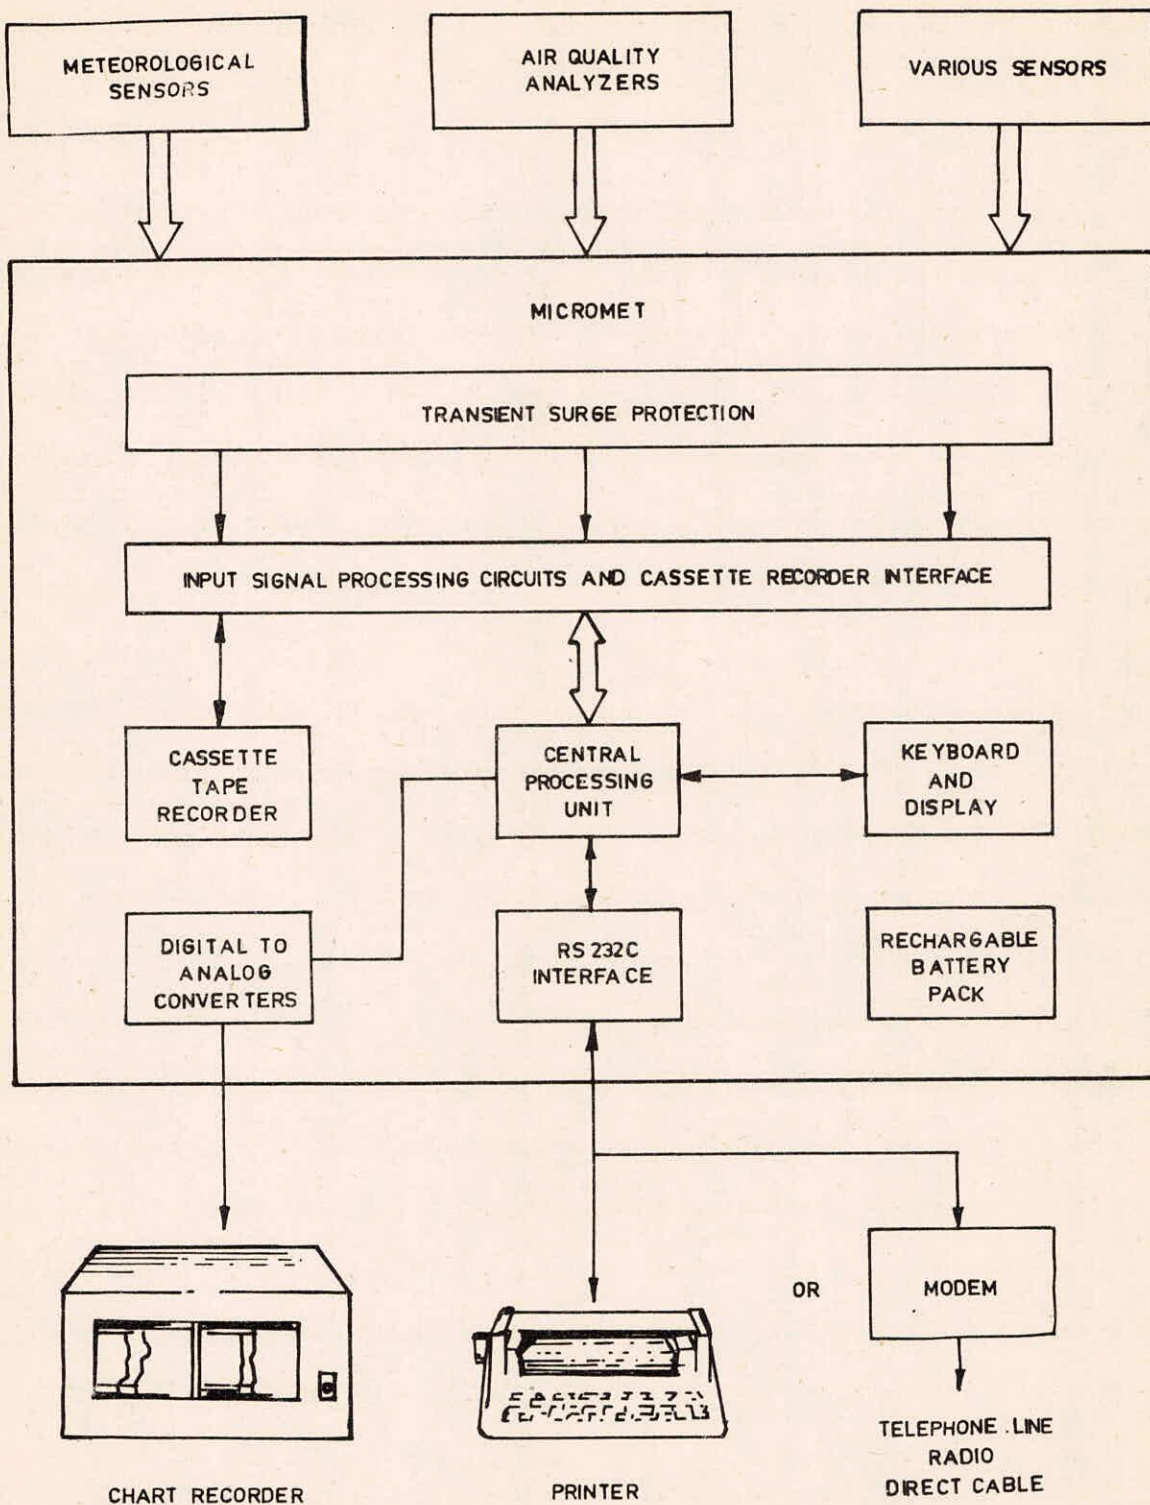 METEOROLOGICAL
SENSORS
AIR QUALITY
ANALYZERS
VARIOUS SENSORS
MICROMET
TRANSIENT SURGE PROTECTION
INPUT SIGNAL PROCESSING CIRCUITS AND CASSETTE RECORDER INTERFACE
CASSETTE
TAPE
RECORDER
CENTRAL
PROCESSING
UNIT
KEYBOARD
AND
DISPLAY
DIGITAL TO
ANALOG
CONVERTERS
RS 232C
INTERFACE
RECHARGABLE
BATTERY
PACK
OR
MODEM
CHART RECORDER
PRINTER
TELEPHONE .LINE
RADIO
DIRECT CABLE